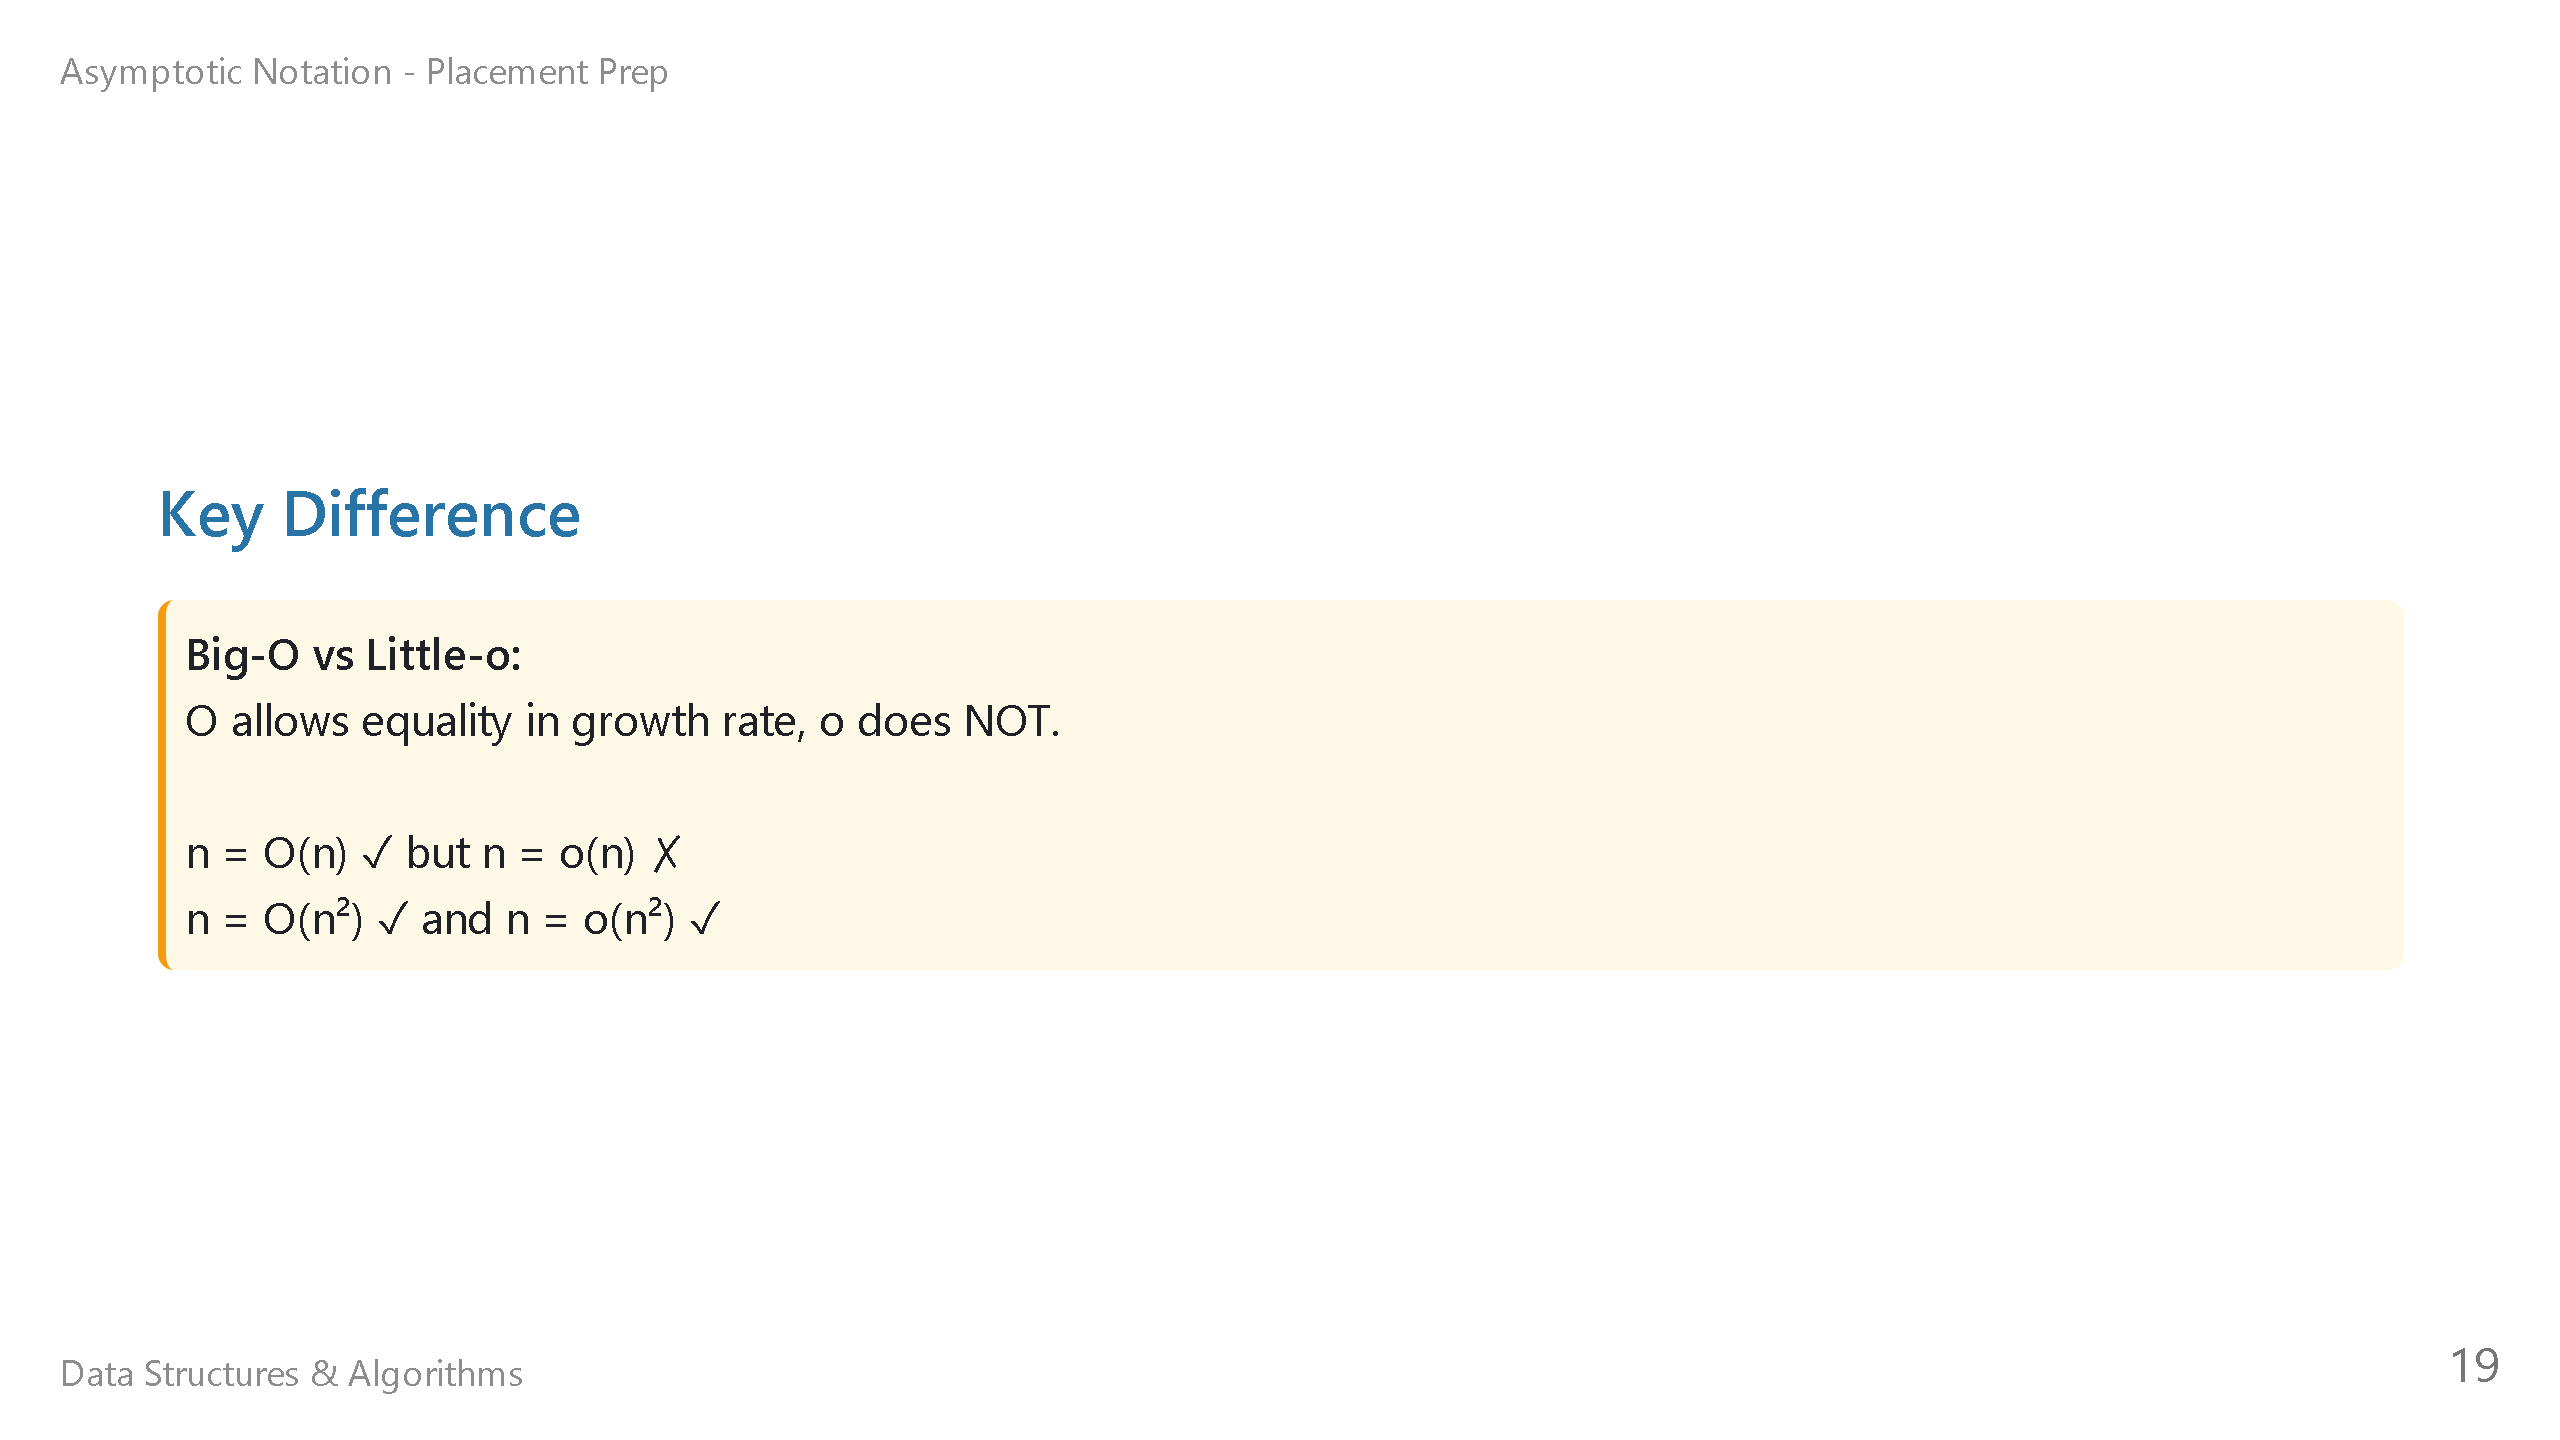 Asymptotic Notation - Placement Prep
Key Difference
Big-O vs Little-o:
O allows equality in growth rate, o does NOT.
n = O(n) ✓ but n = o(n) ✗
n = O(n²) ✓ and n = o(n²) ✓
Data Structures & Algorithms
19